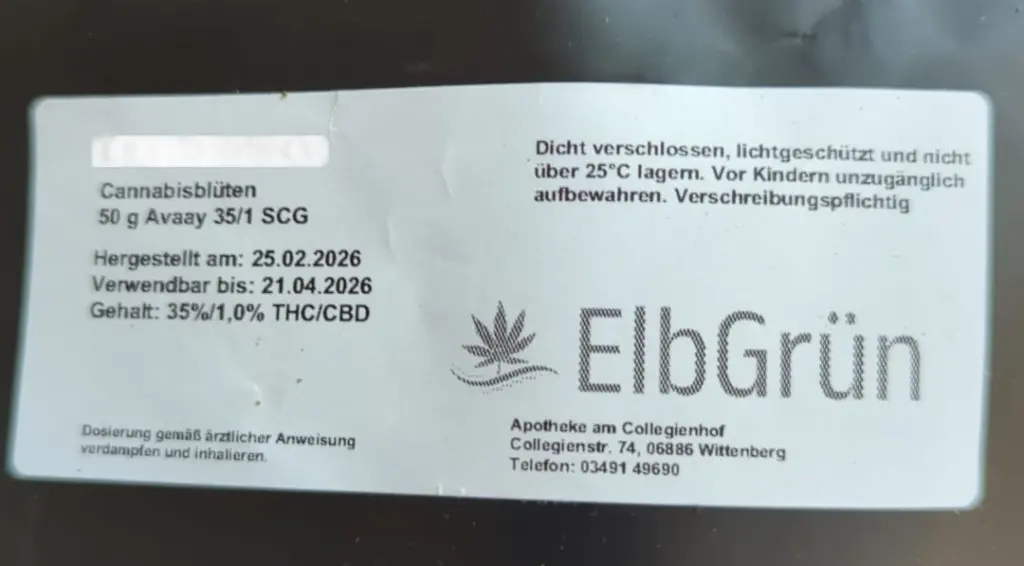 Cannabisblüten
50 g Avaay 35/1 SCG
Hergestellt am: 25.02.2026
Verwendbar bis: 21.04.2026
Gehalt: 35%/1,0% THC/CBD
Dosierung gemäß ärztlicher Anweisung
verdampfen und inhalieren.
Dicht verschlossen, lichtgeschützt und nicht
über 25°C lagern. Vor Kindern unzugänglich
aufbewahren. Verschreibungspflichtig
ElbGrün
Apotheke am Collegienhof
Collegienstr. 74, 06886 Wittenberg
Telefon: 03491 49690